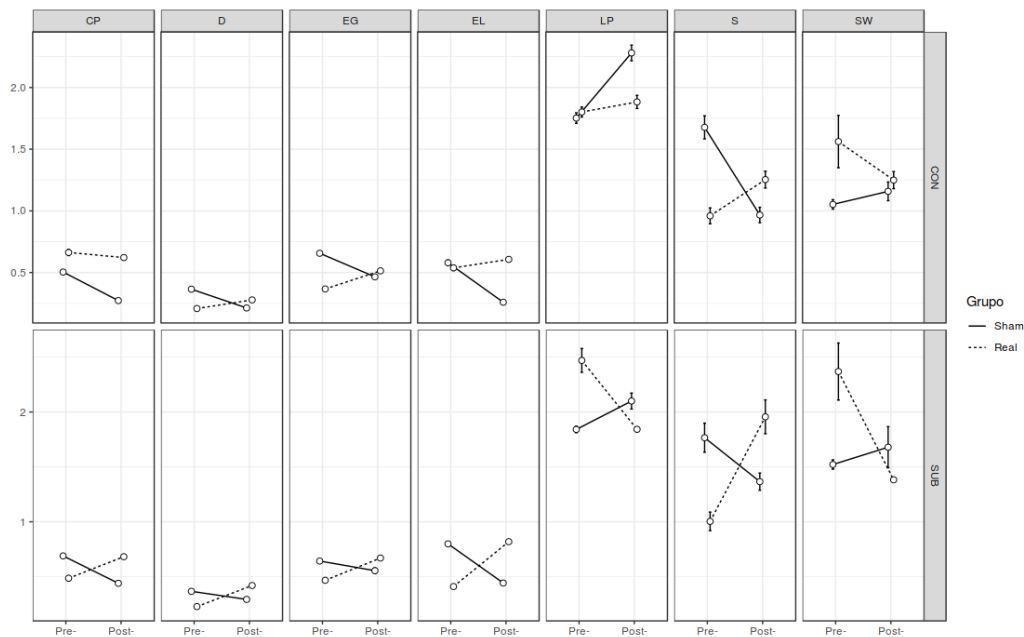 CP D EG EL LP S SW
2.0
1.5
1.0
0.5
CON
2
1
SUB
Pre- Post- Pre- Post- Pre- Post- Pre- Post- Pre- Post- Pre- Post- Pre- Post-
Grupo
Sham
Real